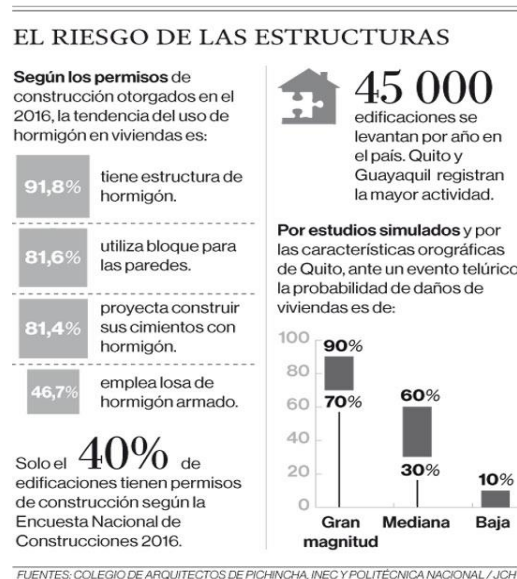 EL RIESGO DE LAS ESTRUCTURAS
Según los permisos de
construcción otorgados en el
2016, la tendencia del uso de
hormigón en viviendas es:
91,8%
tiene estructura de
hormigón.
81,6%
utiliza bloque para
las paredes.
81,4%
proyecta construir
sus cimientos con
hormigón.
46,7%
emplea losa de
hormigón armado.
Solo el 40% de
edificaciones tienen permisos
de construcción según la
Encuesta Nacional de
Construcciones 2016.
45 000
edificaciones se
levantan por año en
el país. Quito y
Guayaquil registran
la mayor actividad.
Por estudios simulados y por
las características orográficas
de Quito, ante un evento telúrico
la probabilidad de daños de
viviendas es de:
100
80
60
40
20
0
90%
70%
60%
30%
10%
Gran
magnitud
Mediana
Baja
FUENTES: COLEGIO DE ARQUITECTOS DE PICHINCHA. INEC Y POLITÉCNICA NACIONAL / JCH